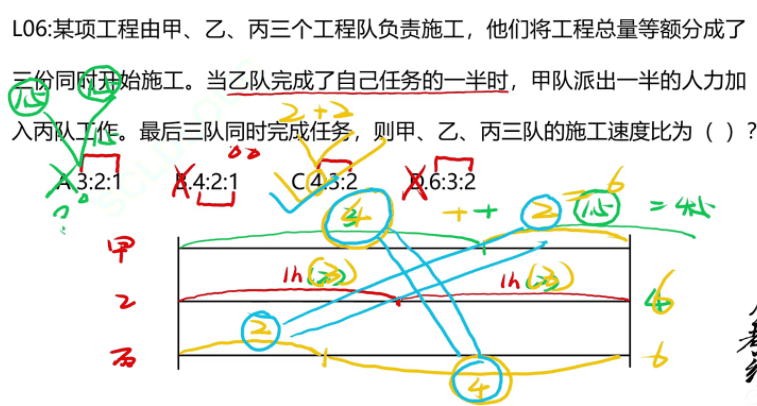 L06:某项工程由甲、乙、丙三个工程队负责施工，他们将工程总量等额分成了
三份同时开始施工。当乙队完成了自己任务的一半时，甲队派出一半的人力加
入丙队工作。最后三队同时完成任务，则甲、乙、丙三队的施工速度比为（ ）?
2+2
A.3:2:1 B.4:2:1 C.4:3:2 D.6:3:2
4 + + 2 = 6
甲
乙 1h(3) 1h(3) 6
2
丙 4 6